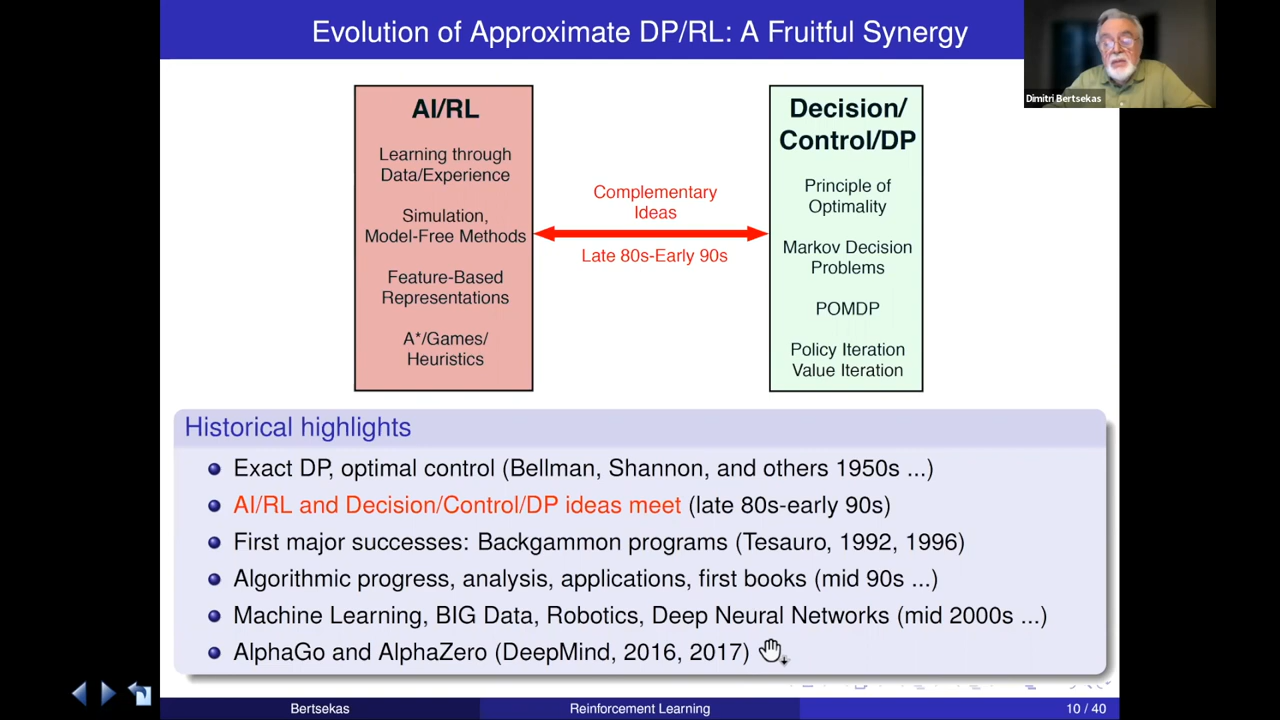 Evolution of Approximate DP/RL: A Fruitful Synergy
Dimitri Bertsekas
AI/RL
Learning through
Data/Experience
Simulation,
Model-Free Methods
Feature-Based
Representations
A*/Games/
Heuristics
Complementary
Ideas
Late 80s-Early 90s
Decision/
Control/DP
Principle of
Optimality
Markov Decision
Problems
POMDP
Policy Iteration
Value Iteration
Historical highlights
Exact DP, optimal control (Bellman, Shannon, and others 1950s ...)
AI/RL and Decision/Control/DP ideas meet (late 80s-early 90s)
First major successes: Backgammon programs (Tesauro, 1992, 1996)
Algorithmic progress, analysis, applications, first books (mid 90s ...)
Machine Learning, BIG Data, Robotics, Deep Neural Networks (mid 2000s ...)
AlphaGo and AlphaZero (DeepMind, 2016, 2017)
Bertsekas
Reinforcement Learning
10 / 40